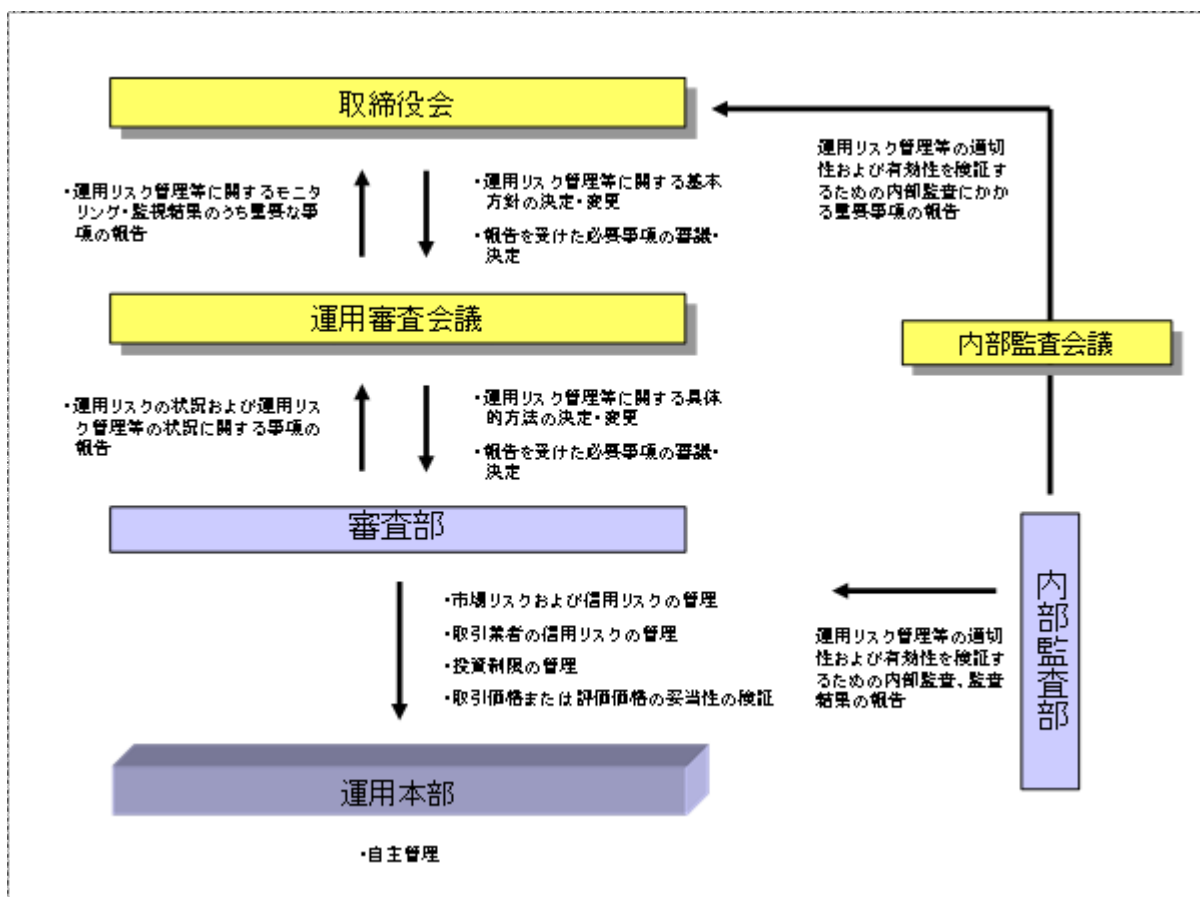 取締役会
・運用リスク管理等に関するモニ
タリング・監視結果のうち重要な事
項の報告
・運用リスク管理等に関する基本
方針の決定・変更
・報告を受けた必要事項の審議・
決定
運用リスク管理等の適切
性および有効性を検証す
るための内部監査にかか
る重要事項の報告
運用審査会議
内部監査会議
・運用リスクの状況および運用リス
ク管理等の状況に関する事項の
報告
・運用リスク管理等に関する具体
的方法の決定・変更
・報告を受けた必要事項の審議・
決定
審査部
内部監査部
・市場リスクおよび信用リスクの管理
・取引業者の信用リスクの管理
・投資制限の管理
・取引価格または評価価格の妥当性の検証
運用リスク管理等の適切
性および有効性を検証す
るための内部監査、監査
結果の報告
運用本部
・自主管理